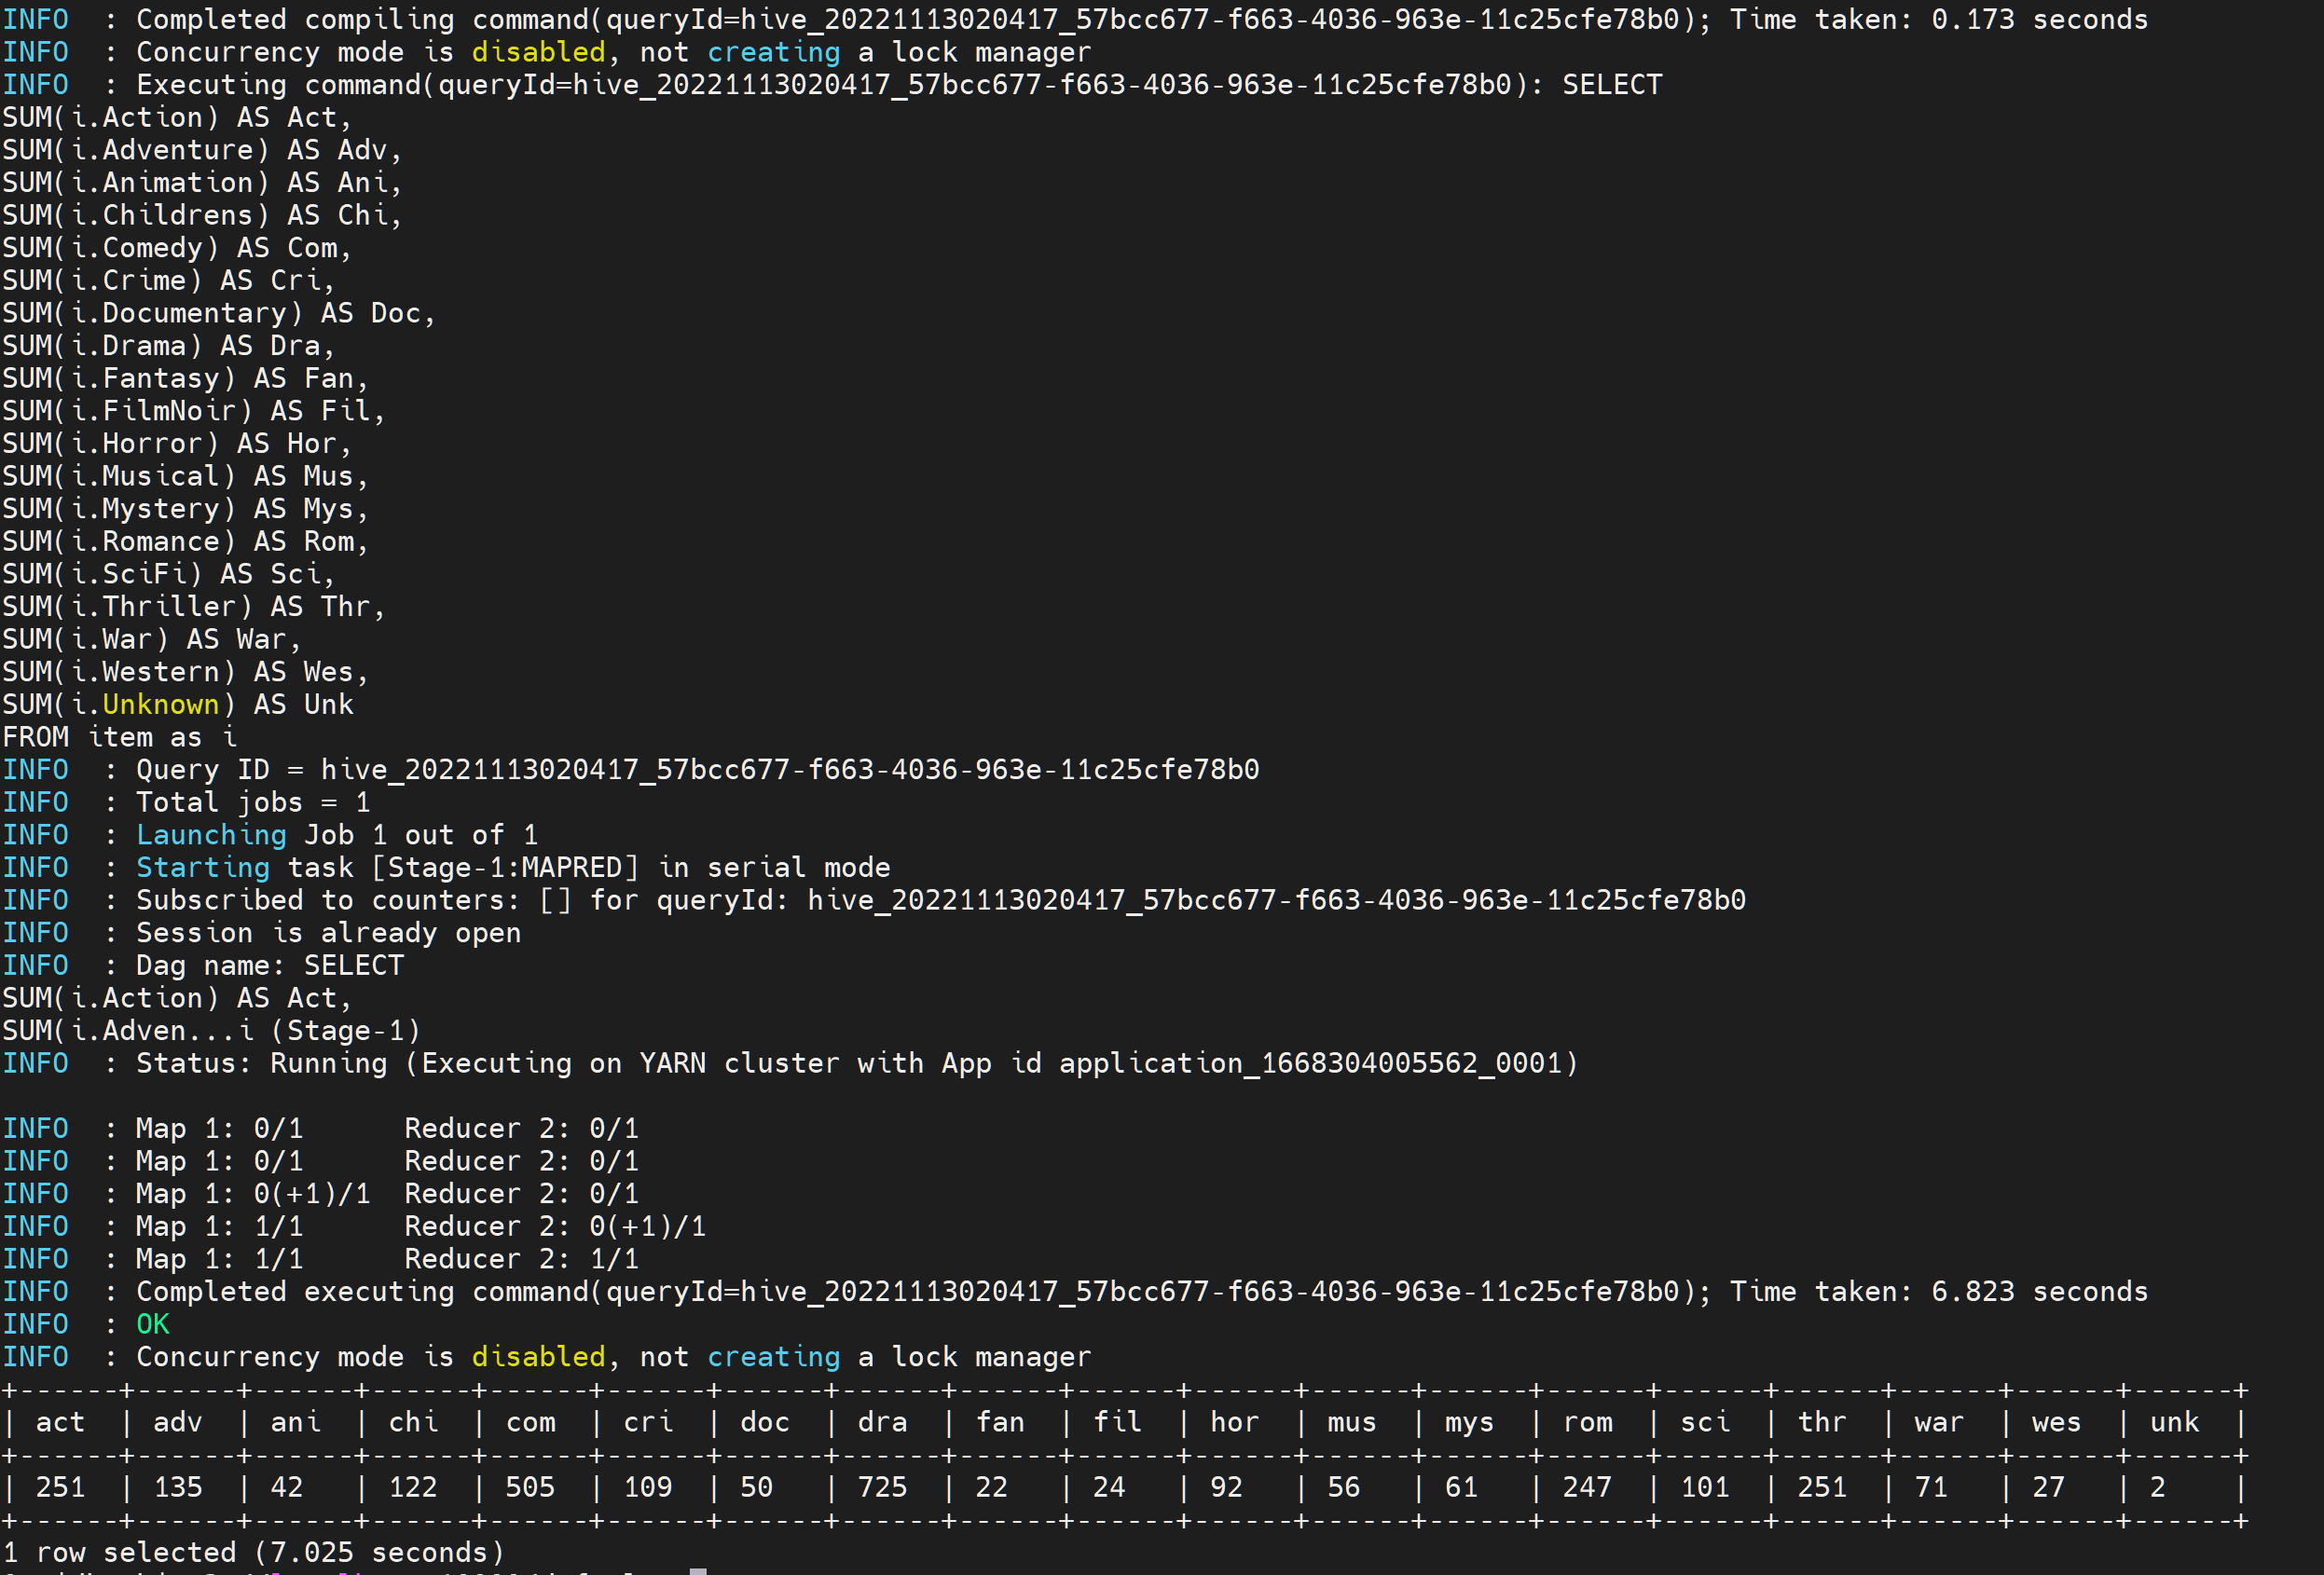 INFO  : Completed compiling command(queryId=hive_20221113020417_57bcc677-f663-4036-963e-11c25cfe78b0); Time taken: 0.173 seconds
INFO  : Concurrency mode is disabled, not creating a lock manager
INFO  : Executing command(queryId=hive_20221113020417_57bcc677-f663-4036-963e-11c25cfe78b0): SELECT
SUM(i.Action) AS Act,
SUM(i.Adventure) AS Adv,
SUM(i.Animation) AS Ani,
SUM(i.Childrens) AS Chi,
SUM(i.Comedy) AS Com,
SUM(i.Crime) AS Cri,
SUM(i.Documentary) AS Doc,
SUM(i.Drama) AS Dra,
SUM(i.Fantasy) AS Fan,
SUM(i.FilmNoir) AS Fil,
SUM(i.Horror) AS Hor,
SUM(i.Musical) AS Mus,
SUM(i.Mystery) AS Mys,
SUM(i.Romance) AS Rom,
SUM(i.SciFi) AS Sci,
SUM(i.Thriller) AS Thr,
SUM(i.War) AS War,
SUM(i.Western) AS Wes,
SUM(i.Unknown) AS Unk
FROM item as i
INFO  : Query ID = hive_20221113020417_57bcc677-f663-4036-963e-11c25cfe78b0
INFO  : Total jobs = 1
INFO  : Launching Job 1 out of 1
INFO  : Starting task [Stage-1:MAPRED] in serial mode
INFO  : Subscribed to counters: [] for queryId: hive_20221113020417_57bcc677-f663-4036-963e-11c25cfe78b0
INFO  : Session is already open
INFO  : Dag name: SELECT
SUM(i.Action) AS Act,
SUM(i.Adven...i (Stage-1)
INFO  : Status: Running (Executing on YARN cluster with App id application_1668304005562_0001)

INFO  : Map 1: 0/1      Reducer 2: 0/1
INFO  : Map 1: 0/1      Reducer 2: 0/1
INFO  : Map 1: 0(+1)/1  Reducer 2: 0/1
INFO  : Map 1: 1/1      Reducer 2: 0(+1)/1
INFO  : Map 1: 1/1      Reducer 2: 1/1
INFO  : Completed executing command(queryId=hive_20221113020417_57bcc677-f663-4036-963e-11c25cfe78b0); Time taken: 6.823 seconds
INFO  : OK
INFO  : Concurrency mode is disabled, not creating a lock manager
+------+------+------+------+------+------+------+------+------+------+------+------+------+------+------+------+------+------+------+
| act  | adv  | ani  | chi  | com  | cri  | doc  | dra  | fan  | fil  | hor  | mus  | mys  | rom  | sci  | thr  | war  | wes  | unk  |
+------+------+------+------+------+------+------+------+------+------+------+------+------+------+------+------+------+------+------+
| 251  | 135  | 42   | 122  | 505  | 109  | 50   | 725  | 22   | 24   | 92   | 56   | 61   | 247  | 101  | 251  | 71   | 27   | 2    |
+------+------+------+------+------+------+------+------+------+------+------+------+------+------+------+------+------+------+------+
1 row selected (7.025 seconds)